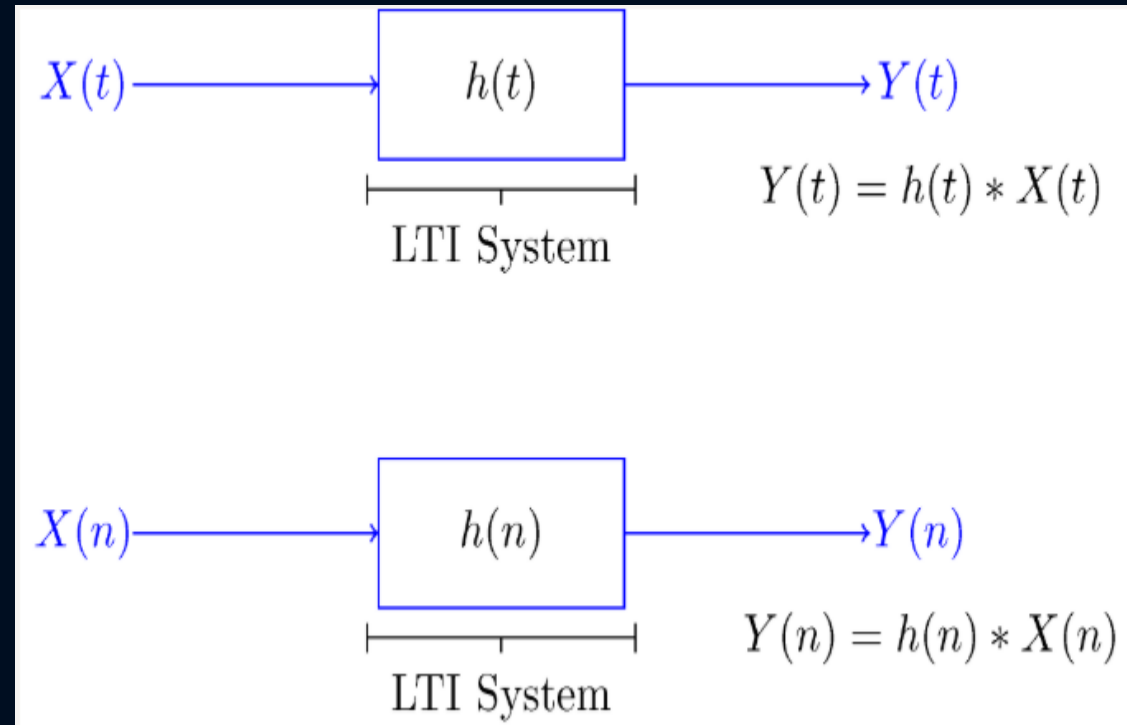 X(t) h(t) Y(t)
Y(t) = h(t) ∗ X(t)
LTI System
X(n) h(n) Y(n)
Y(n) = h(n) ∗ X(n)
LTI System